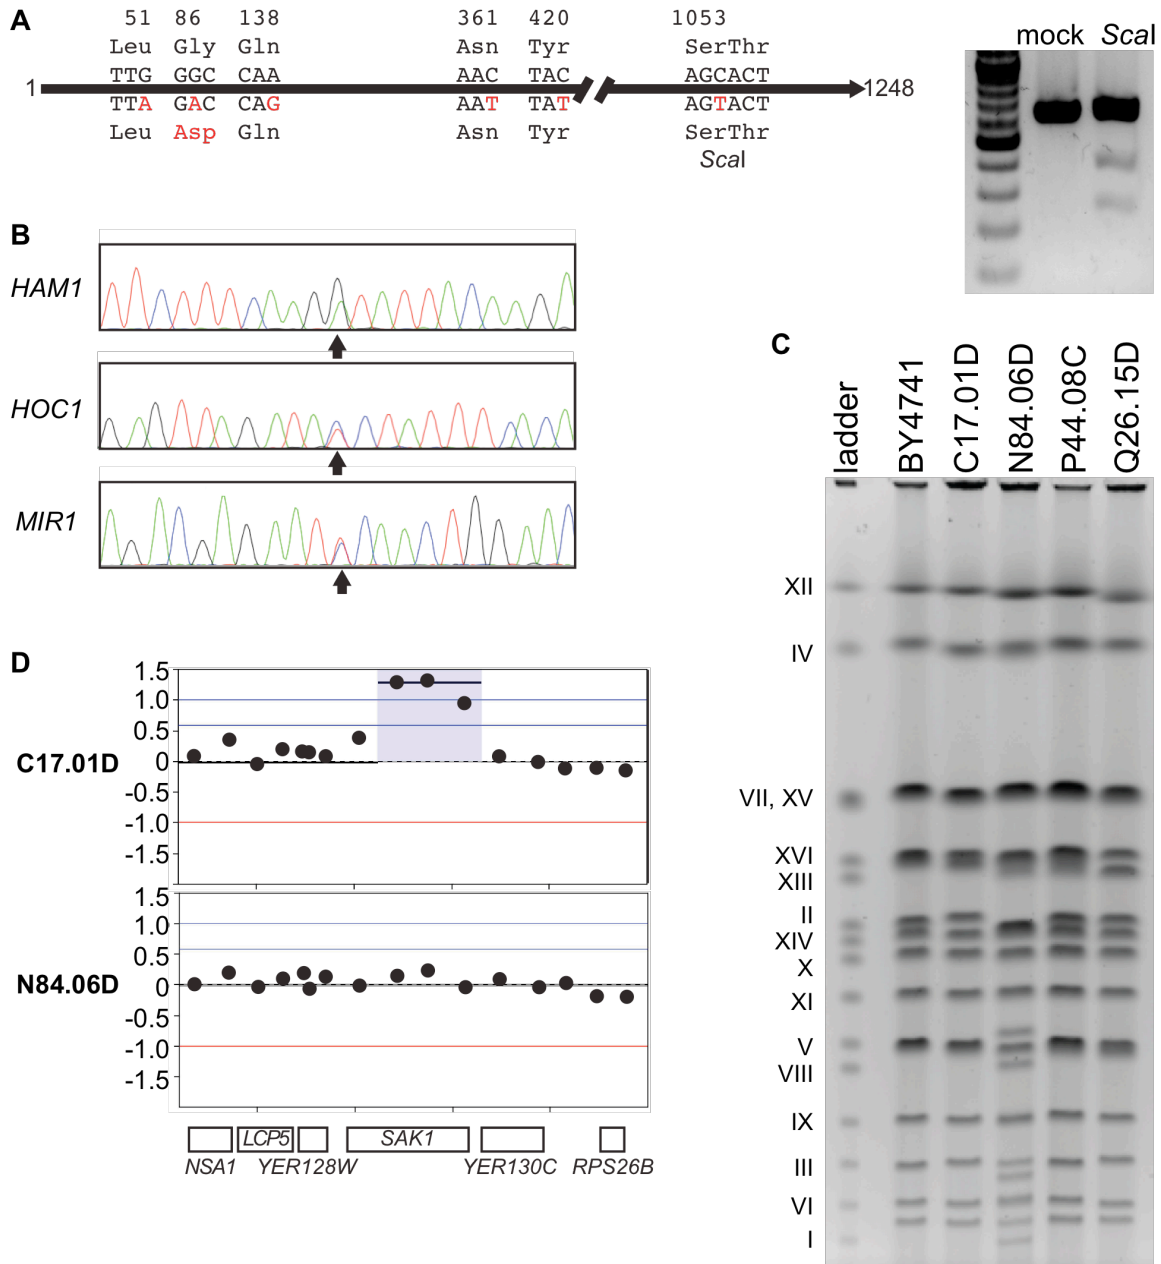 A
51 86 138 361 420 1053
Leu Gly Gln Asn Tyr SerThr
TTG GGC CAA AAC TAC AGCACT
1 1248
TTA GAC CAG AAT TAT AGTACT
Leu Asp Gln Asn Tyr SerThr
ScaI
mock ScaI
B
HAM1
HOC1
MIR1
C
ladder
BY4741
C17.01D
N84.06D
P44.08C
Q26.15D
XII
IV
VII, XV
XVI
XIII
II
XIV
X
XI
V
VIII
IX
III
VI
I
D
C17.01D
1.5
1.0
0.5
0
-0.5
-1.0
-1.5
N84.06D
1.5
1.0
0.5
0
-0.5
-1.0
-1.5
LCP5 SAK1
NSA1 YER128W YER130C RPS26B